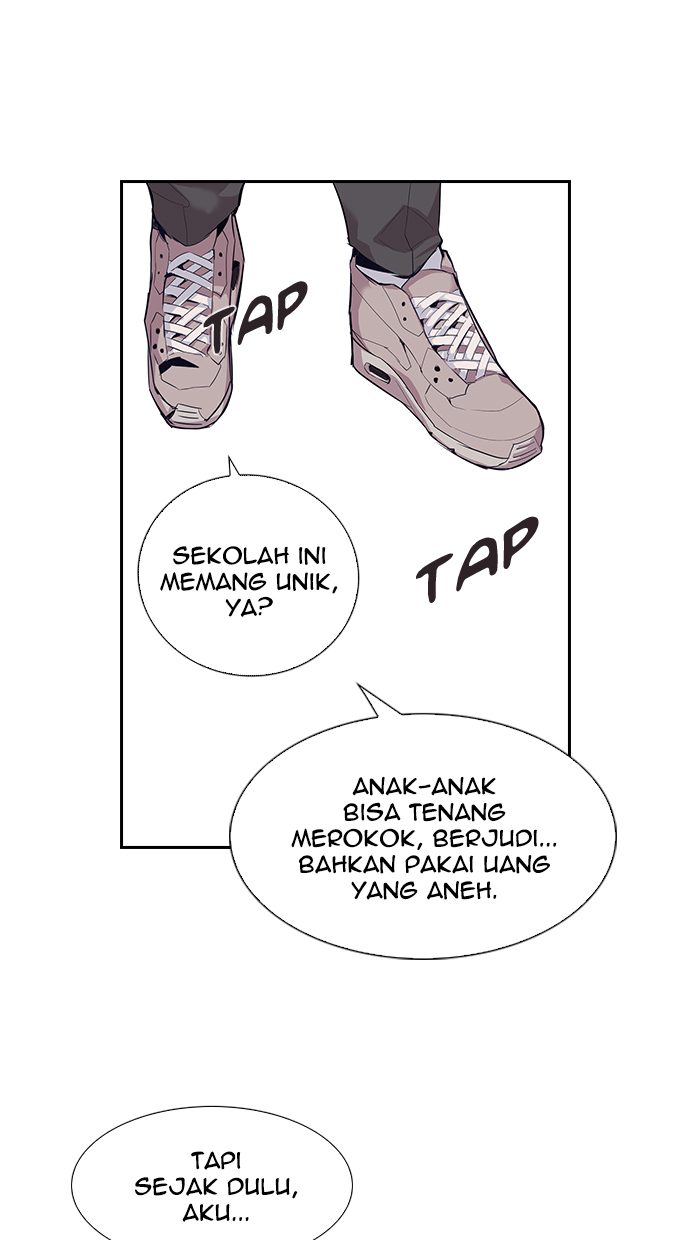 TAP
SEKOLAH INI
MEMANG UNIK,
YA?
TAP
ANAK-ANAK
BISA TENANG
MEROKOK, BERJUDI...
BAHKAN PAKAI UANG
YANG ANEH.
TAPI
SEJAK DULU,
AKU...